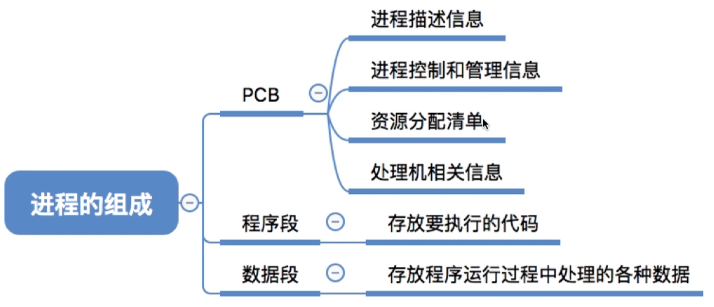 进程的组成
PCB
进程描述信息
进程控制和管理信息
资源分配清单
处理机相关信息
程序段
存放要执行的代码
数据段
存放程序运行过程中处理的各种数据